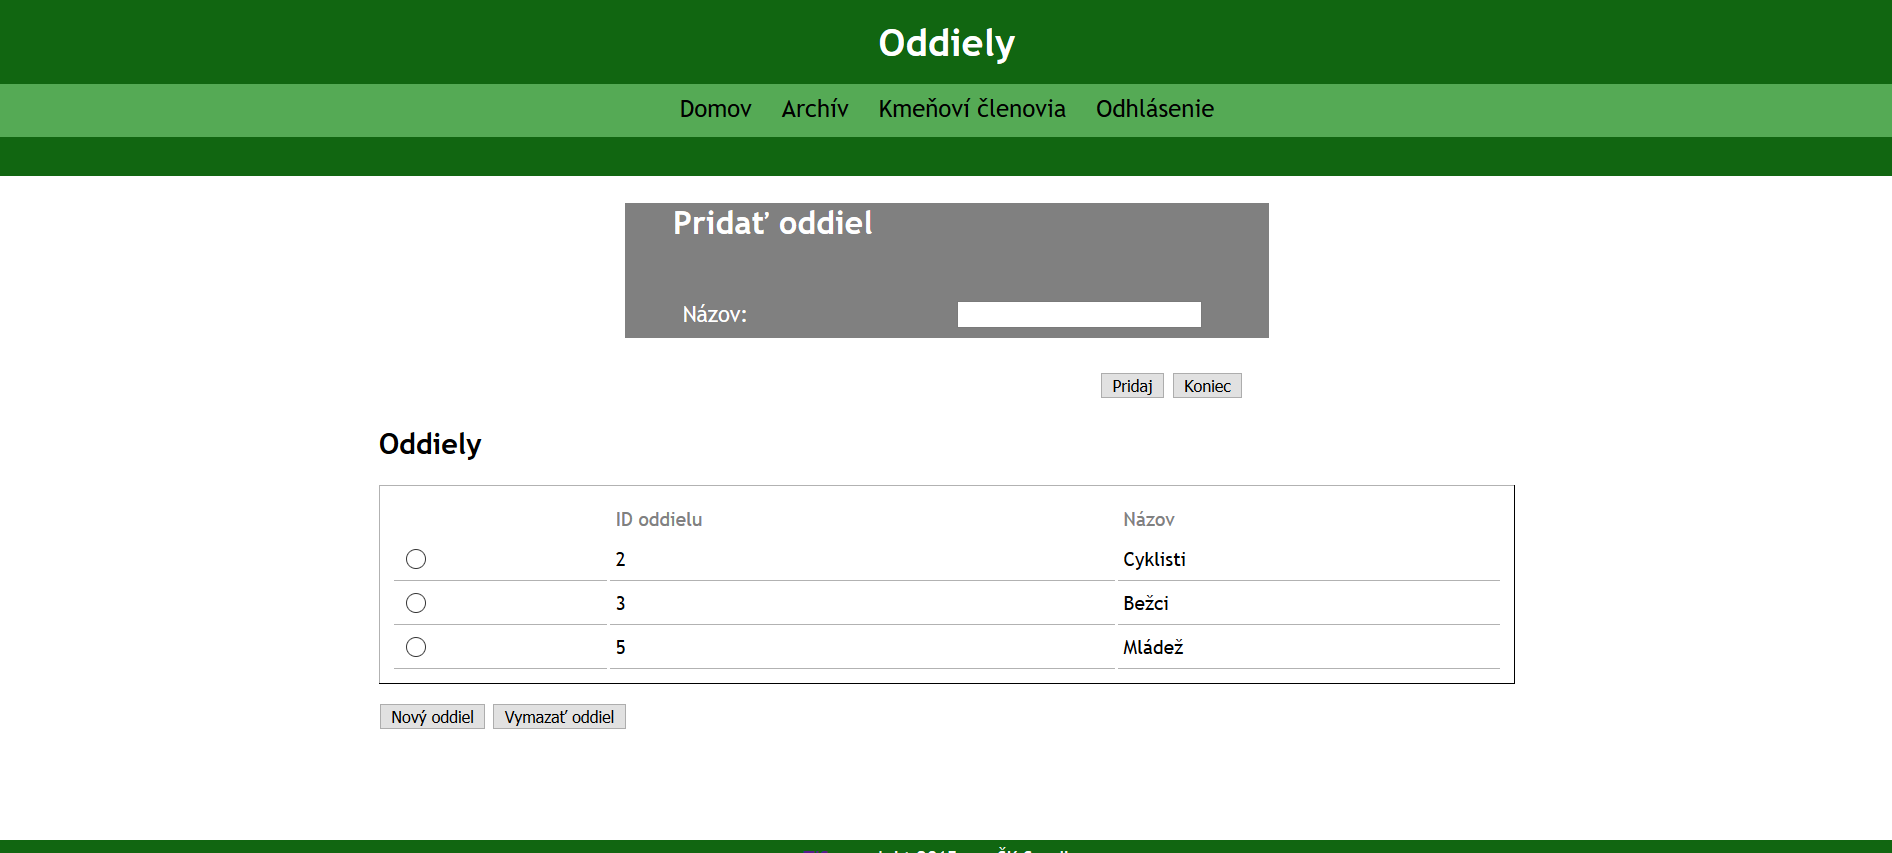 Oddiely
Domov Archív Kmeňoví členovia Odhlásenie
Pridať oddiel
Názov:
Pridaj Koniec
Oddiely
ID oddielu Názov
2 Cyklisti
3 Bežci
5 Mládež
Nový oddiel Vymazať oddiel